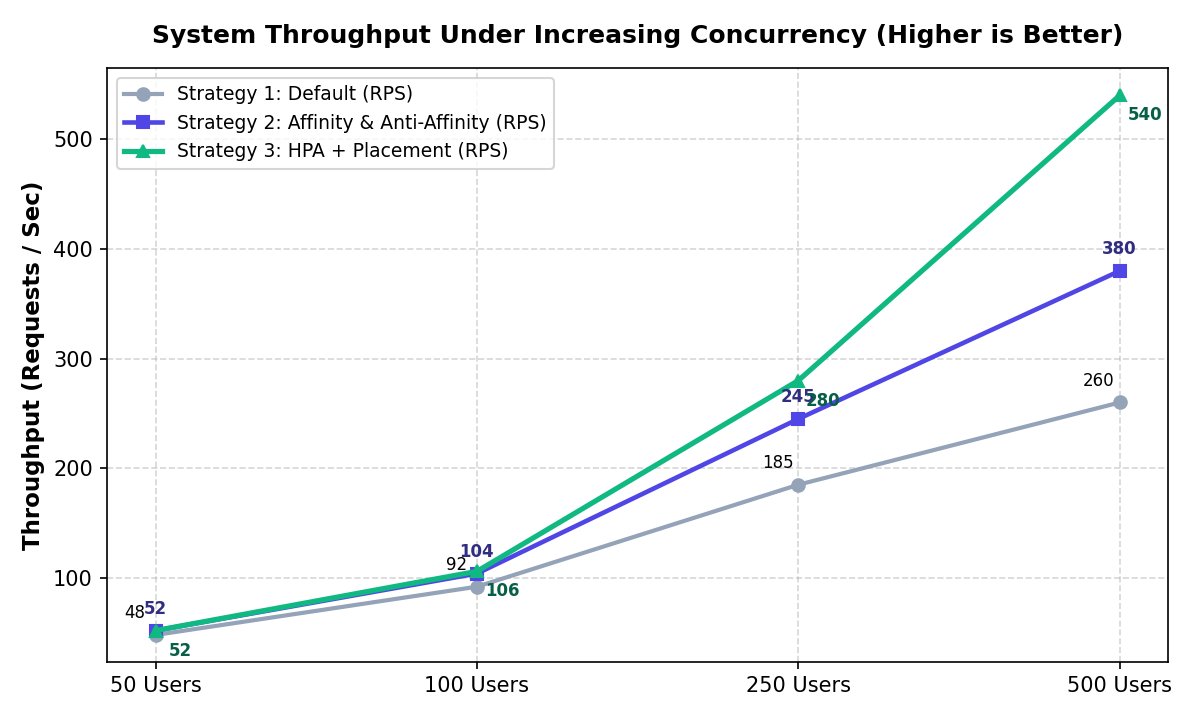 System Throughput Under Increasing Concurrency (Higher is Better)
Strategy 1: Default (RPS)
Strategy 2: Affinity & Anti-Affinity (RPS)
Strategy 3: HPA + Placement (RPS)
Throughput (Requests / Sec)
500
400
300
200
100
540
380
260
245
280
185
104
92
106
48
52
52
50 Users
100 Users
250 Users
500 Users